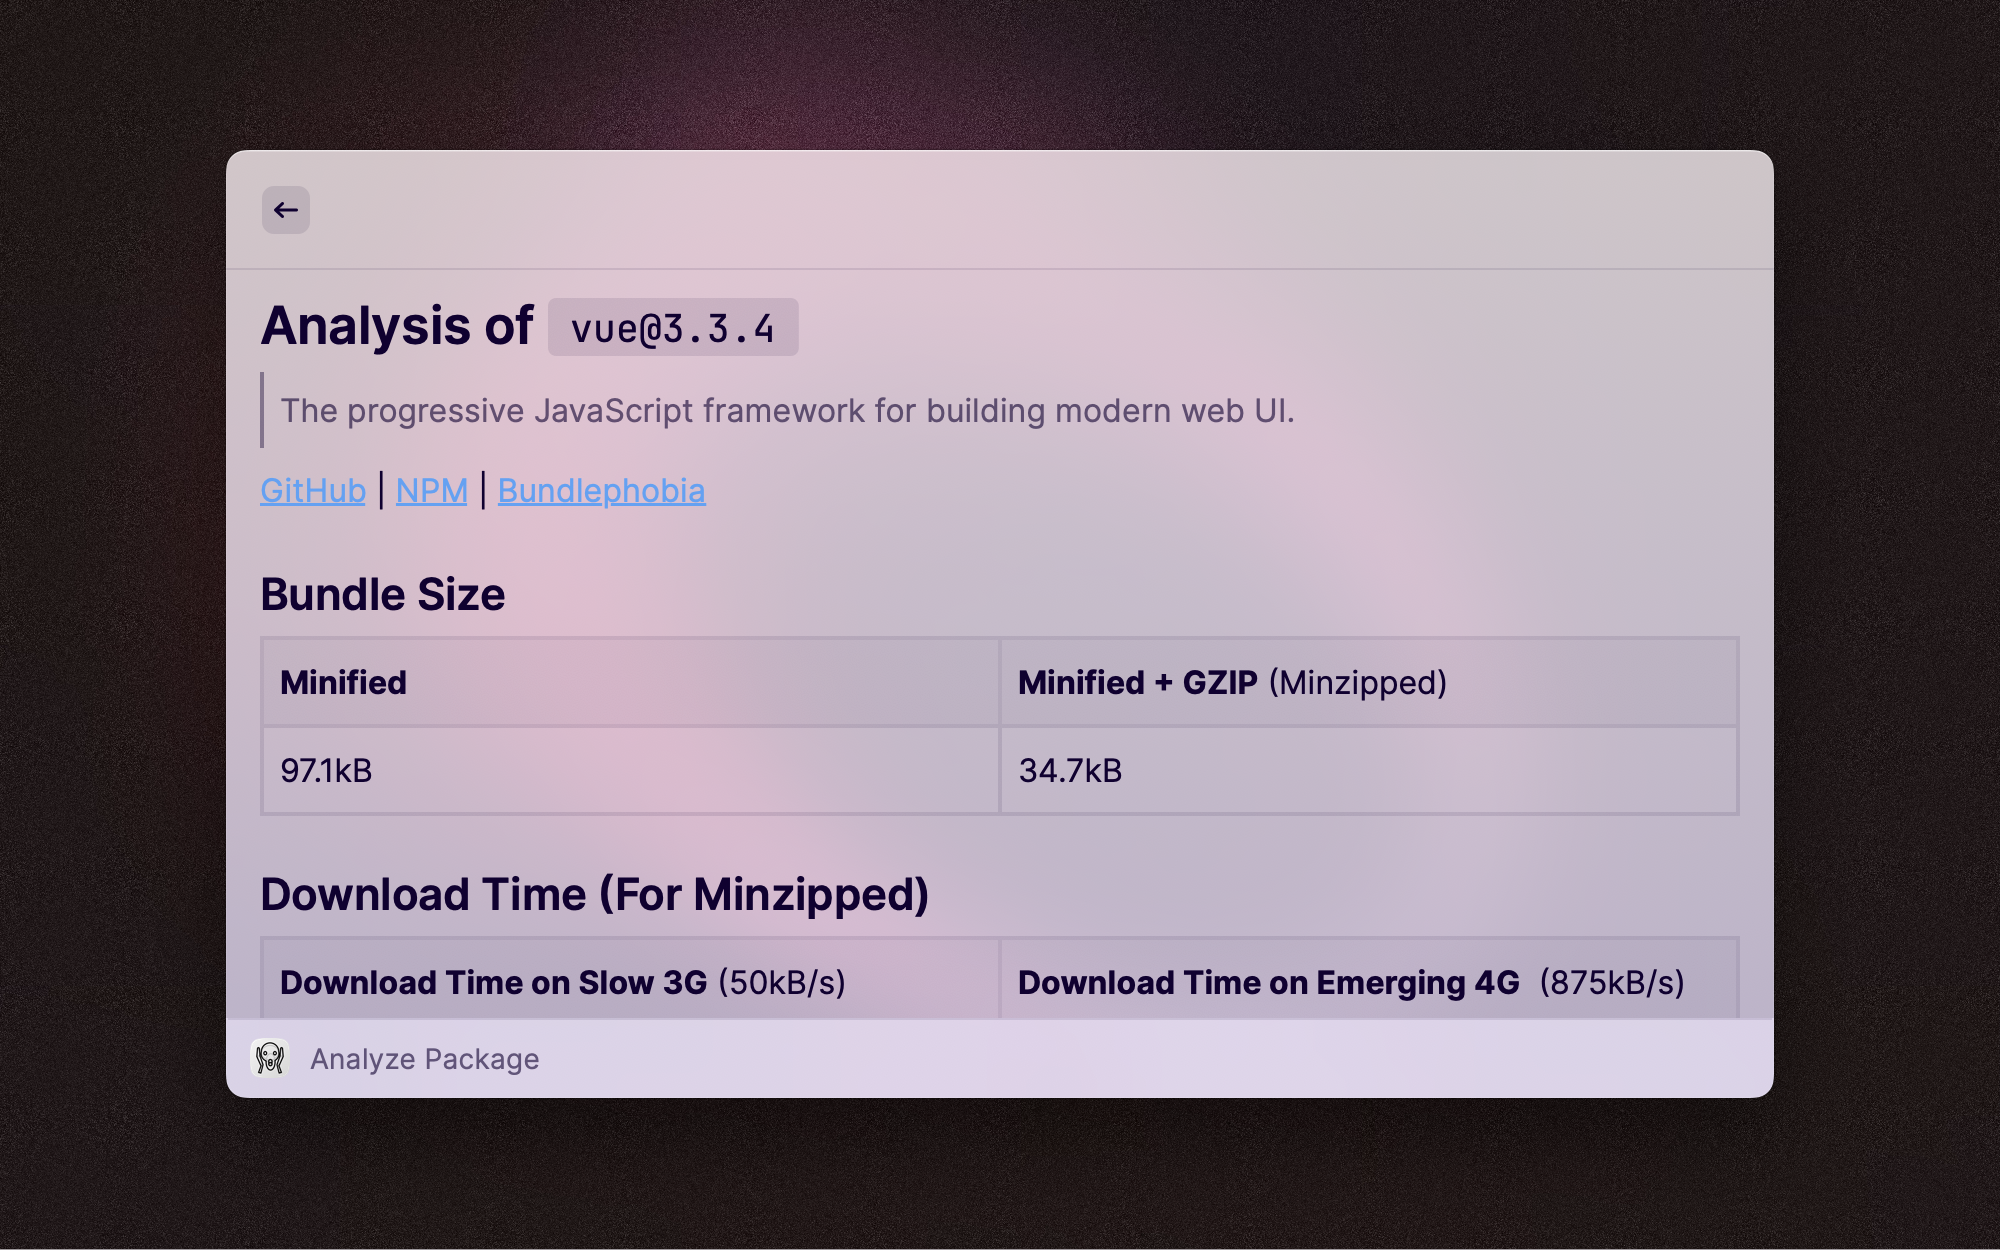 Analysis of vue@3.3.4
The progressive JavaScript framework for building modern web UI.
GitHub | NPM | Bundlephobia
Bundle Size
Minified
Minified + GZIP (Minzipped)
97.1kB
34.7kB
Download Time (For Minzipped)
Download Time on Slow 3G (50kB/s)
Download Time on Emerging 4G (875kB/s)
Analyze Package